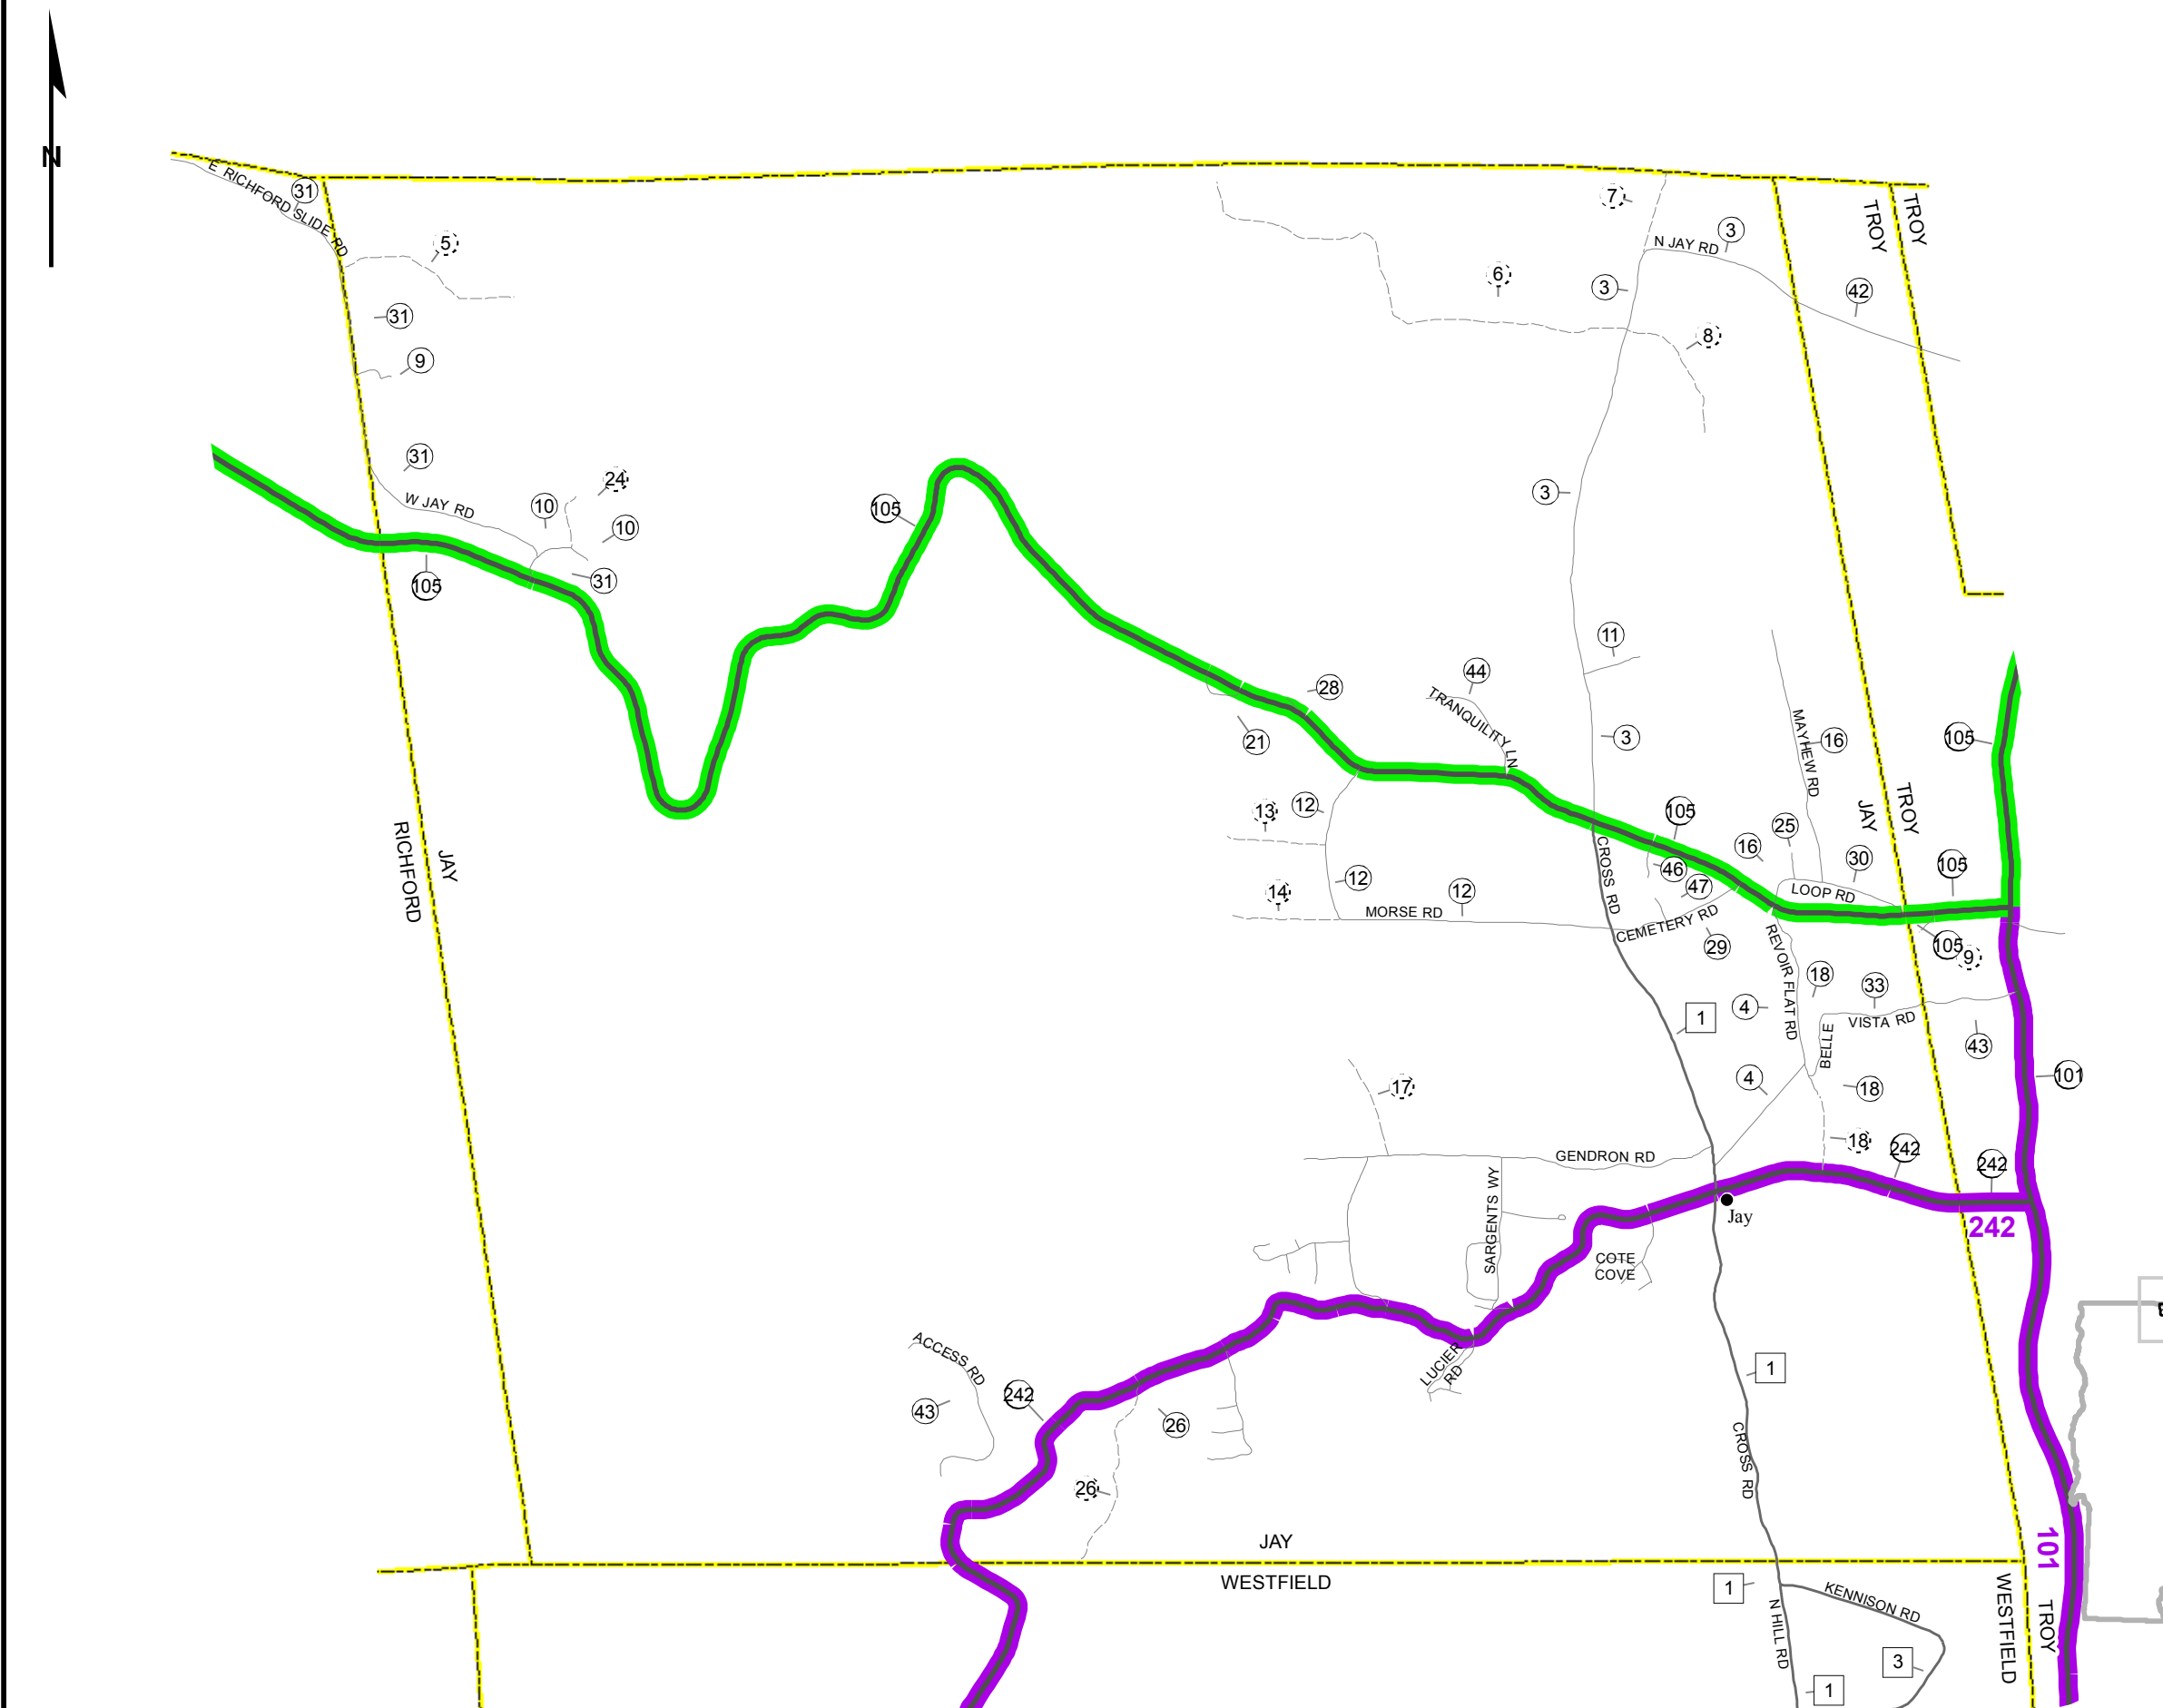 N
E RICHFORD SLIDE RD
31
5
7
3
N JAY RD
TROY
TROY
6
3
42
31
8
9
31
W JAY RD
24
10
10
105
3
105
31
11
44
28
TRANQUILITY LN
21
3
MAYHEW RD
16
105
13
12
105
JAY
TROY
RICHFORD
JAY
CROSS RD
25
16
30
105
46
12
47
14
12
LOOP RD
MORSE RD
CEMETERY RD
29
REVOIR FLAT RD
105
9
18
33
4
1
VISTA RD
BELLE
43
4
18
101
17
18
242
242
GENDRON RD
SARGENTS WY
Jay
242
COTE
COVE
ACCESS RD
LUCIER
RD
1
43
242
26
CROSS RD
26
JAY
WESTFIELD
101
1
KENNISON RD
N HILL RD
WESTFIELD
TROY
3
1